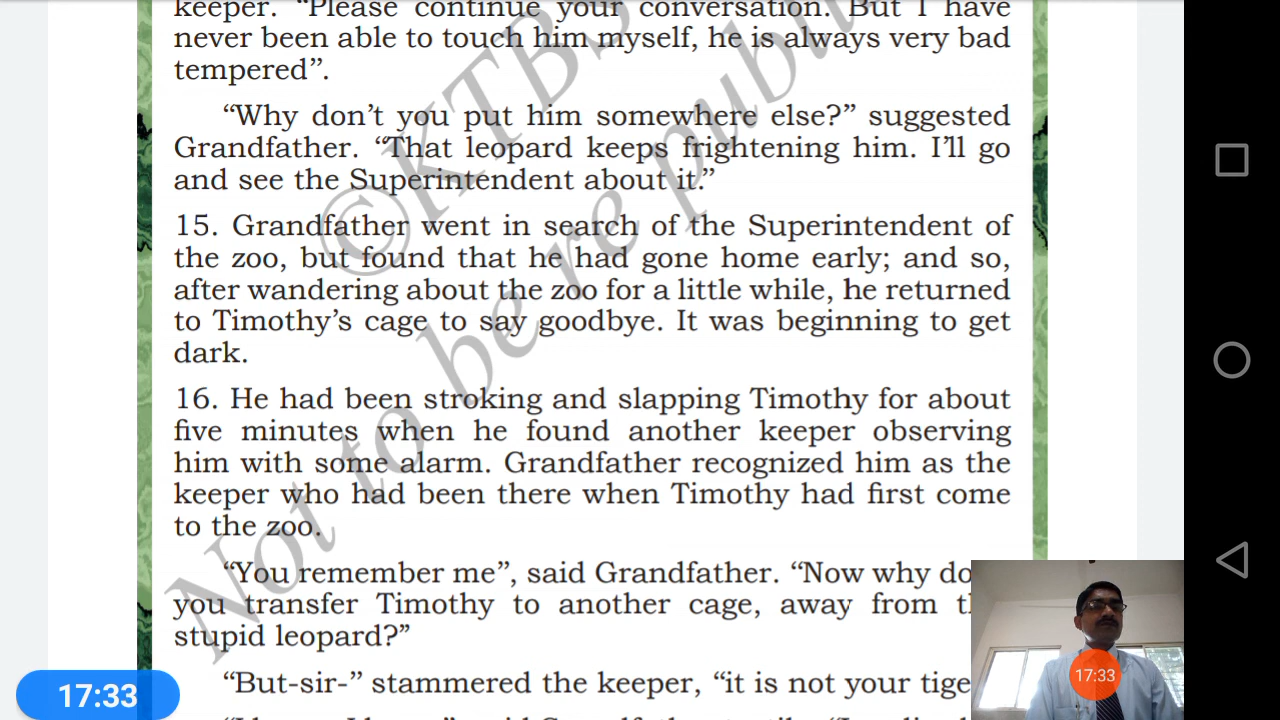 keeper. “Please continue your conversation. But I have
never been able to touch him myself, he is always very bad
tempered”.
“Why don’t you put him somewhere else?” suggested
Grandfather. “That leopard keeps frightening him. I’ll go
and see the Superintendent about it.”
15. Grandfather went in search of the Superintendent of
the zoo, but found that he had gone home early; and so,
after wandering about the zoo for a little while, he returned
to Timothy’s cage to say goodbye. It was beginning to get
dark.
16. He had been stroking and slapping Timothy for about
five minutes when he found another keeper observing
him with some alarm. Grandfather recognized him as the
keeper who had been there when Timothy had first come
to the zoo.
“You remember me”, said Grandfather. “Now why do
you transfer Timothy to another cage, away from
stupid leopard?”
“But-sir-” stammered the keeper, “it is not your tige
©KTBS
Not to be re publi
17:33
17:33